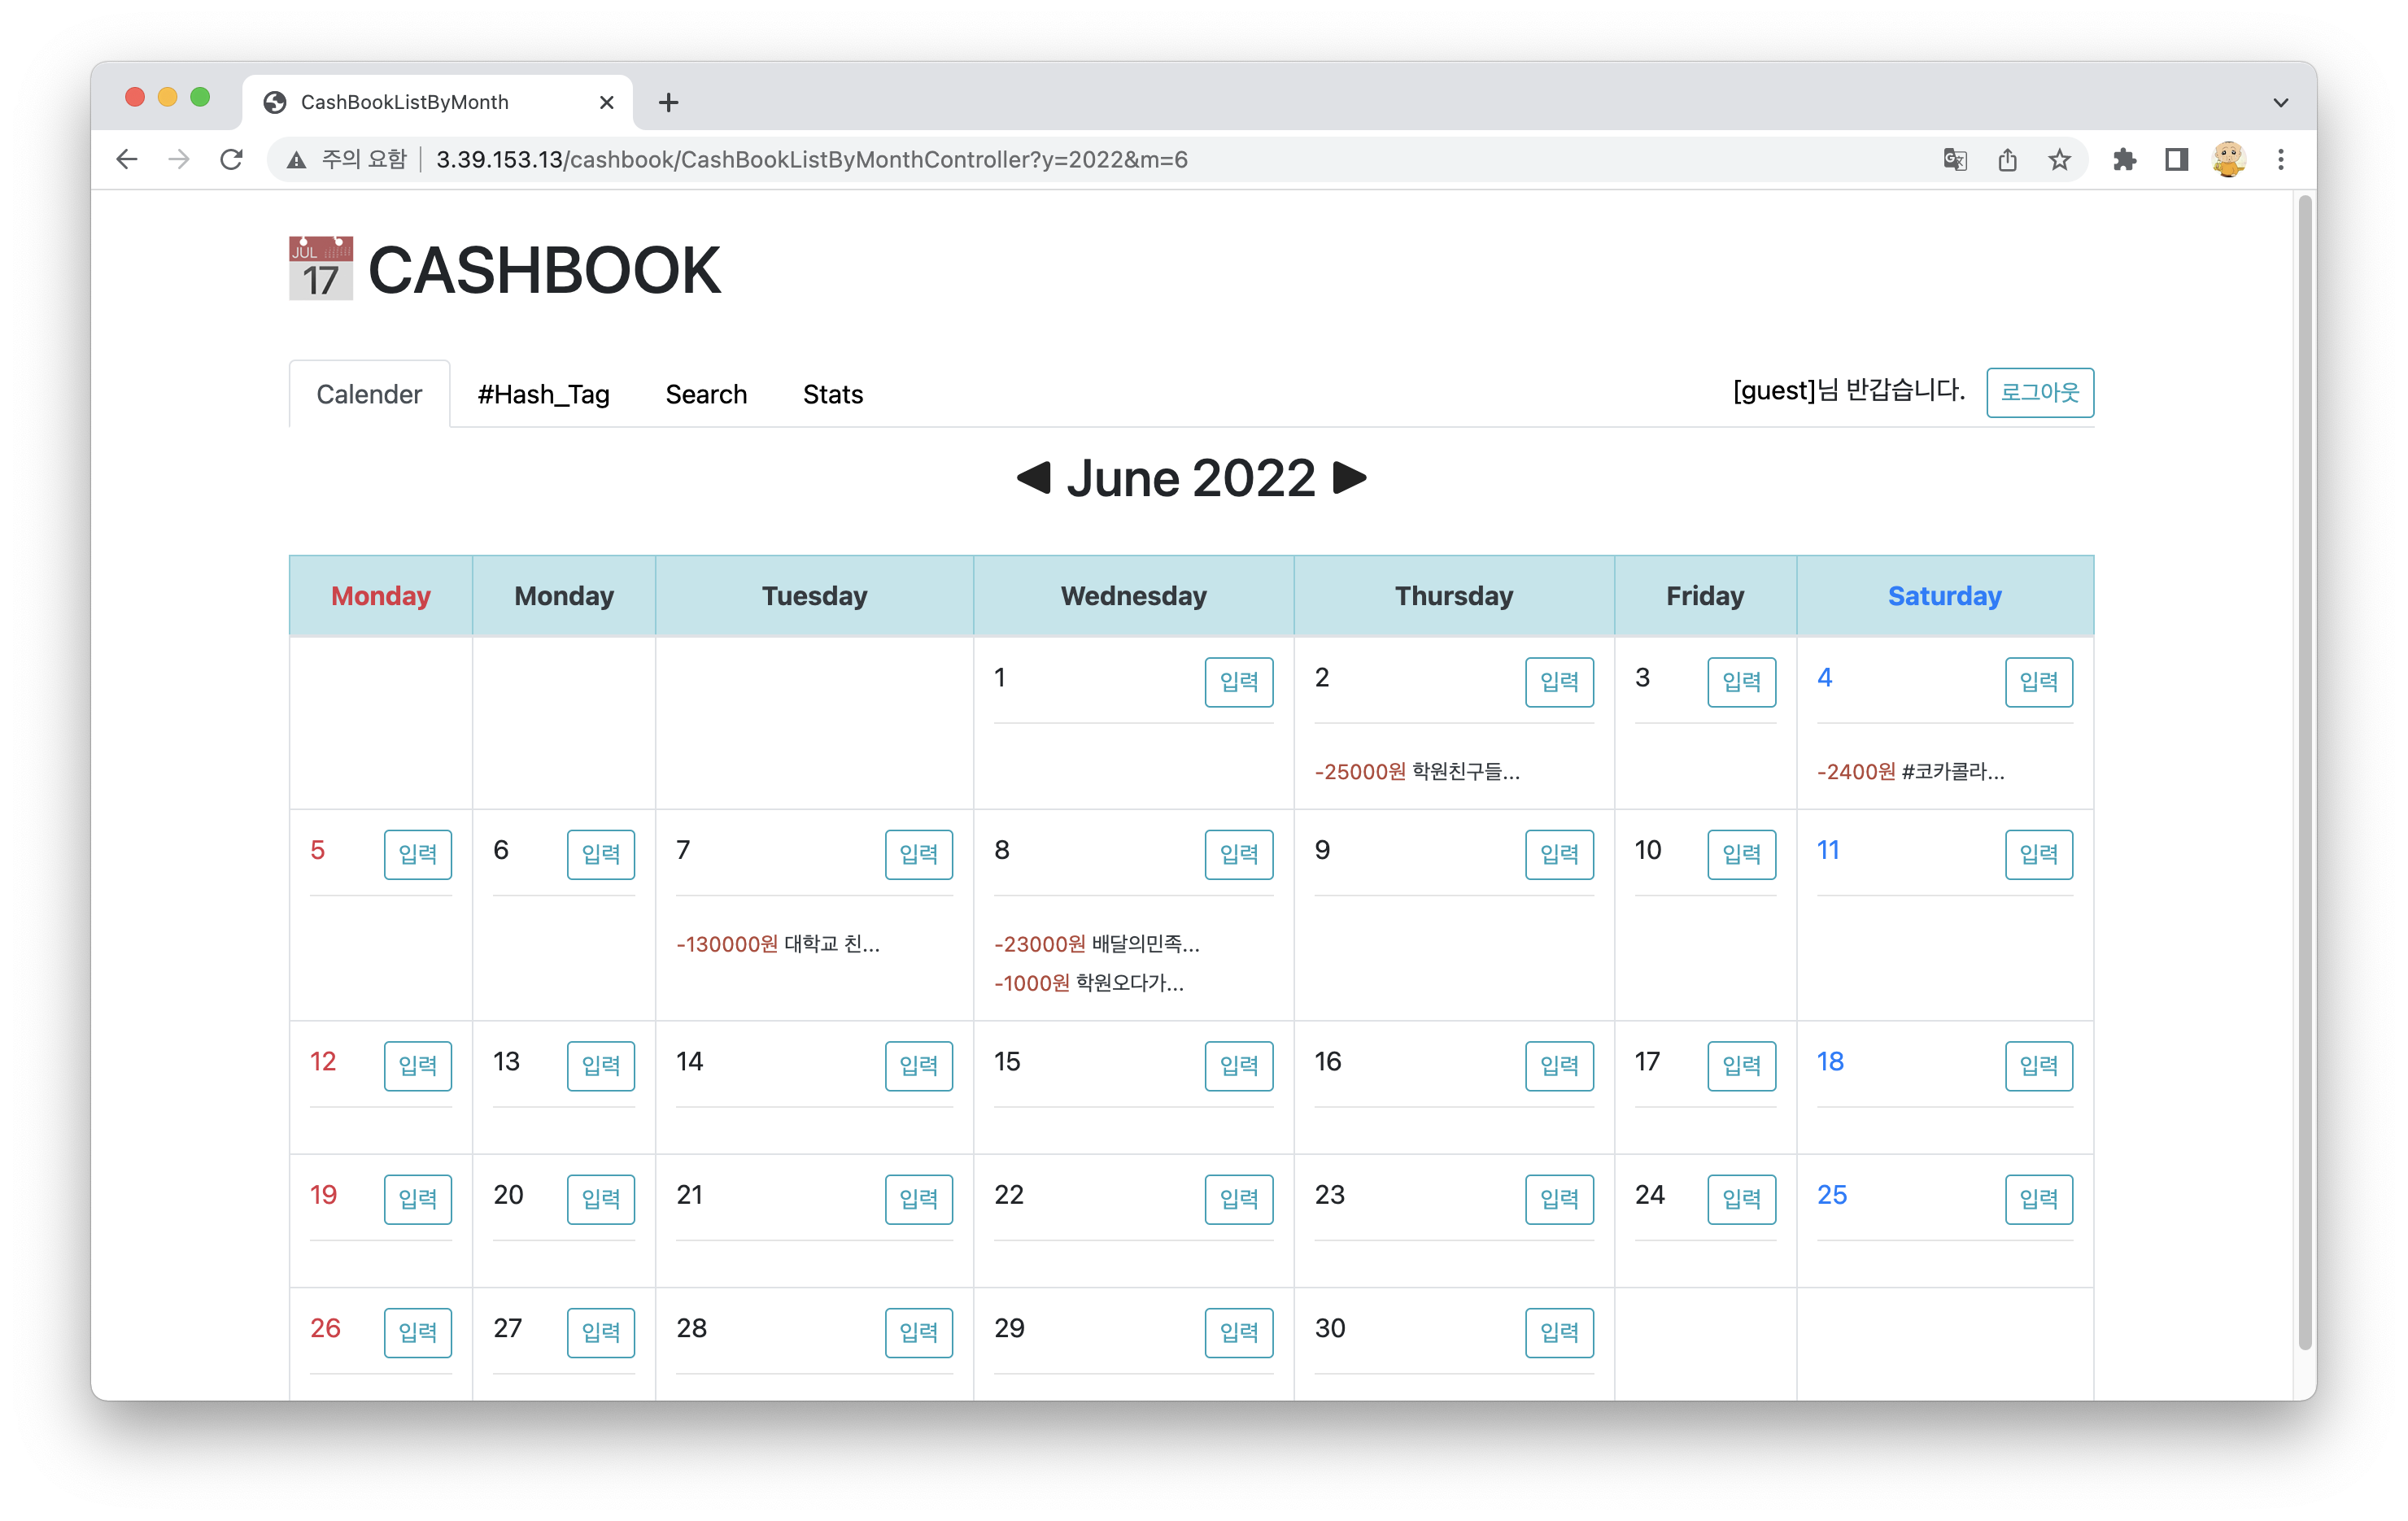 CashBookListByMonth
주의 요함 3.39.153.13/cashbook/CashBookListByMonthController?y=2022&m=6
JUL
17
CASHBOOK
Calender #Hash_Tag Search Stats [guest]님 반갑습니다. 로그아웃
◀ June 2022 ▶
Monday Monday Tuesday Wednesday Thursday Friday Saturday
1 입력 2 입력 3 입력 4 입력
-25000원 학원친구들... -2400원 #코카콜라...
5 입력 6 입력 7 입력 8 입력 9 입력 10 입력 11 입력
-130000원 대학교 친... -23000원 배달의민족...
-1000원 학원오다가...
12 입력 13 입력 14 입력 15 입력 16 입력 17 입력 18 입력
19 입력 20 입력 21 입력 22 입력 23 입력 24 입력 25 입력
26 입력 27 입력 28 입력 29 입력 30 입력